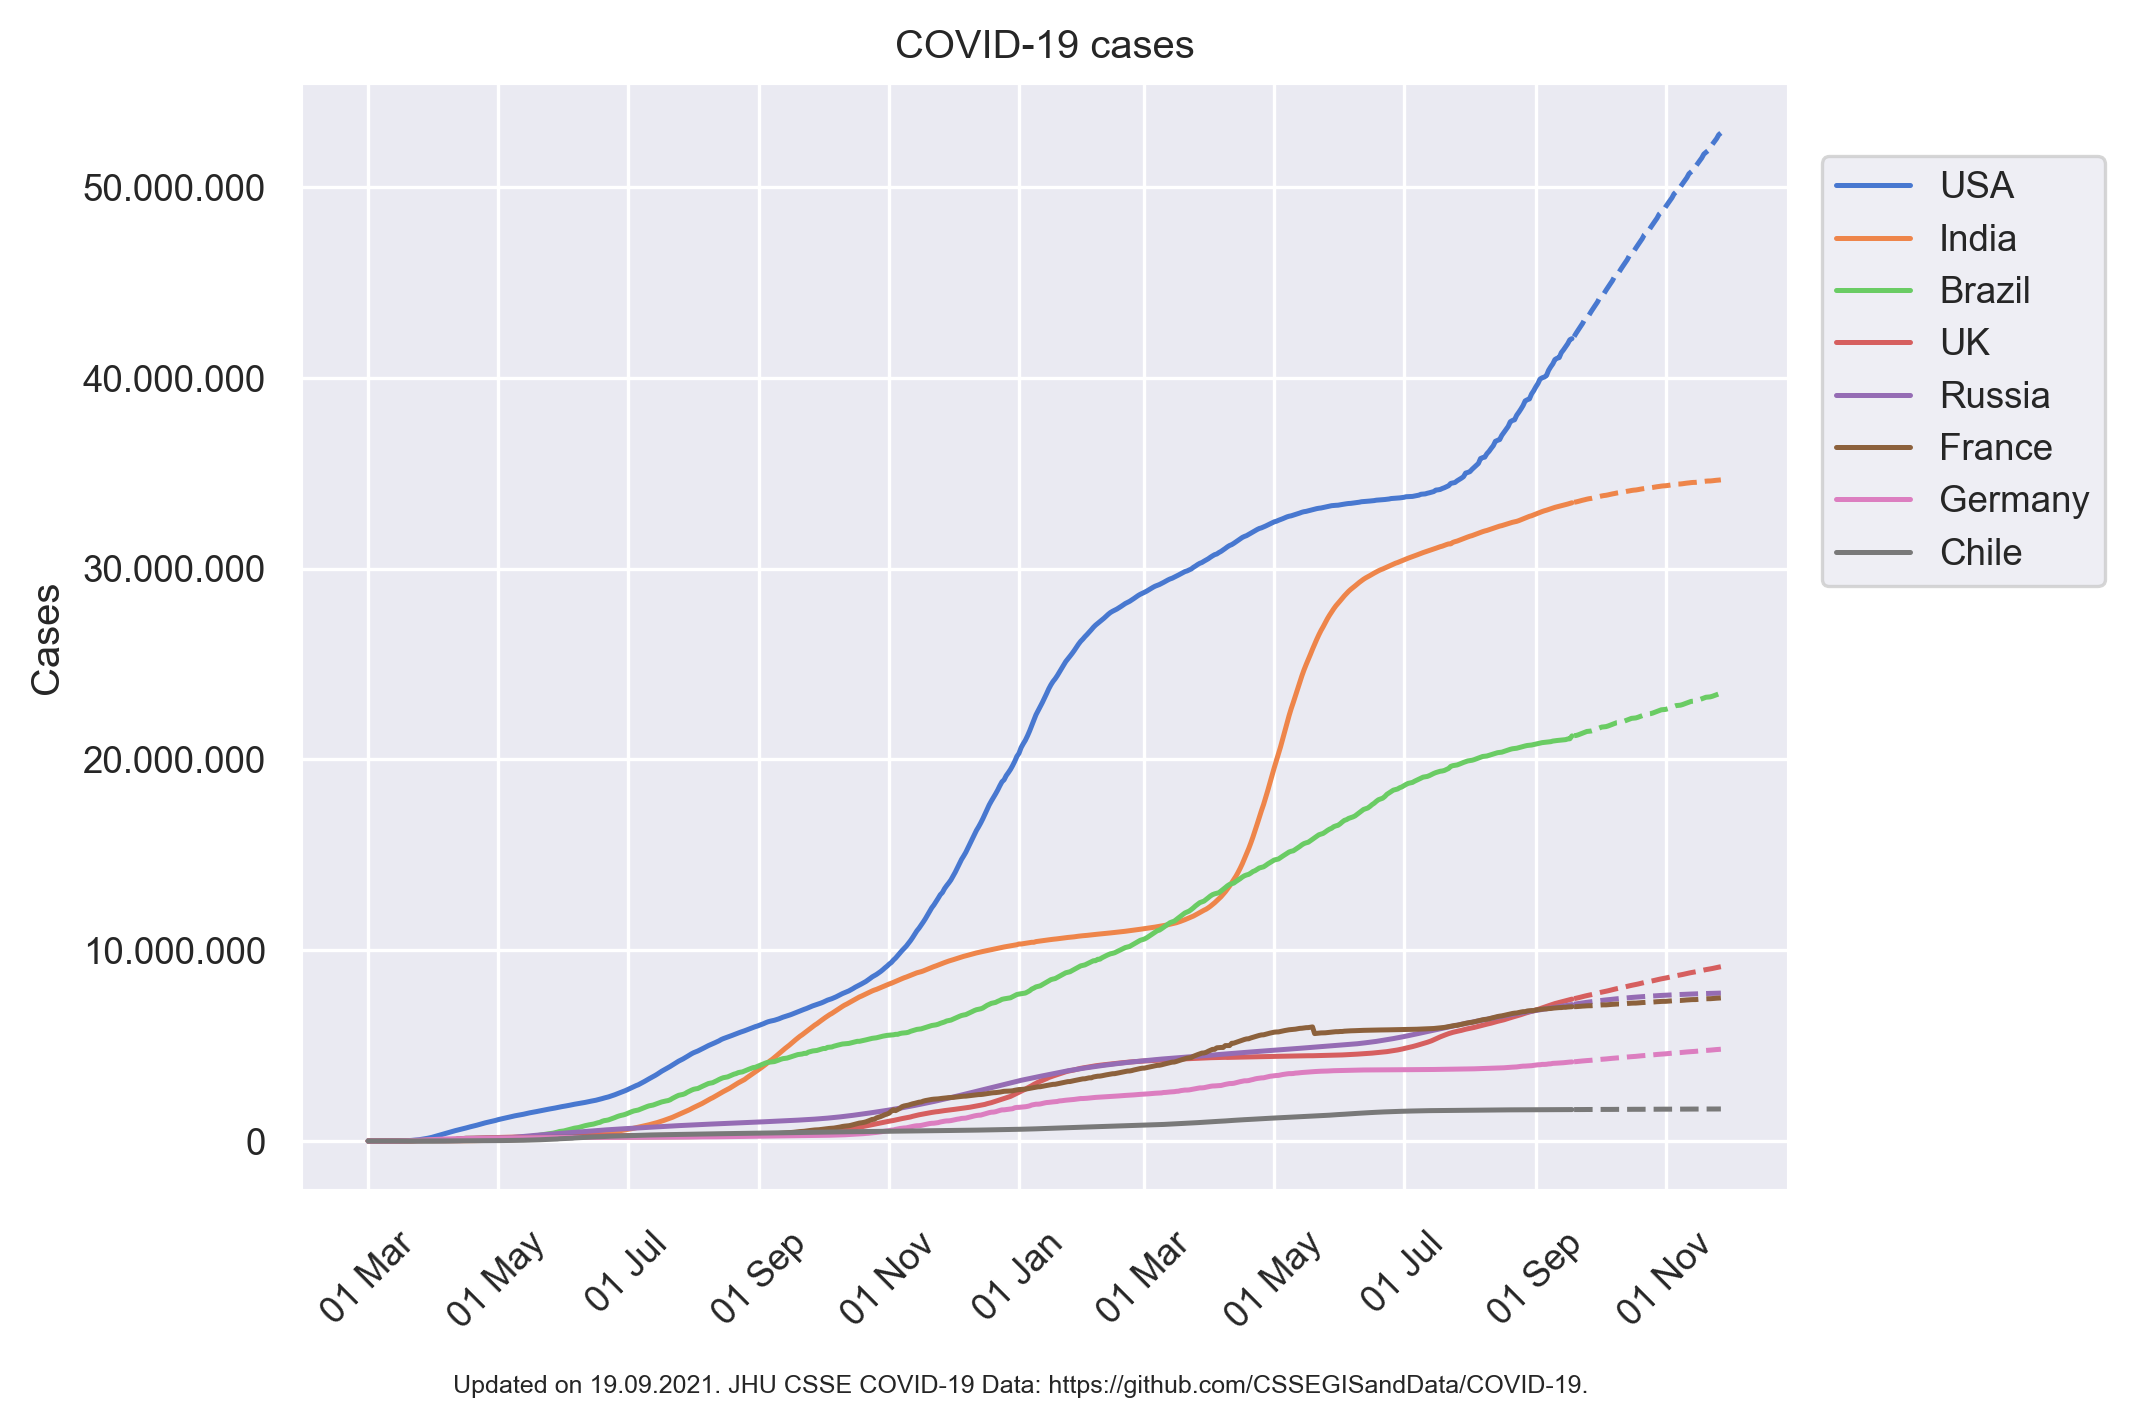 COVID-19 cases
50.000.000
40.000.000
30.000.000
20.000.000
10.000.000
0
Cases
01 Mar
01 May
01 Jul
01 Sep
01 Nov
01 Jan
01 Mar
01 May
01 Jul
01 Sep
01 Nov
USA
India
Brazil
UK
Russia
France
Germany
Chile
Updated on 19.09.2021. JHU CSSE COVID-19 Data: https://github.com/CSSEGISandData/COVID-19.